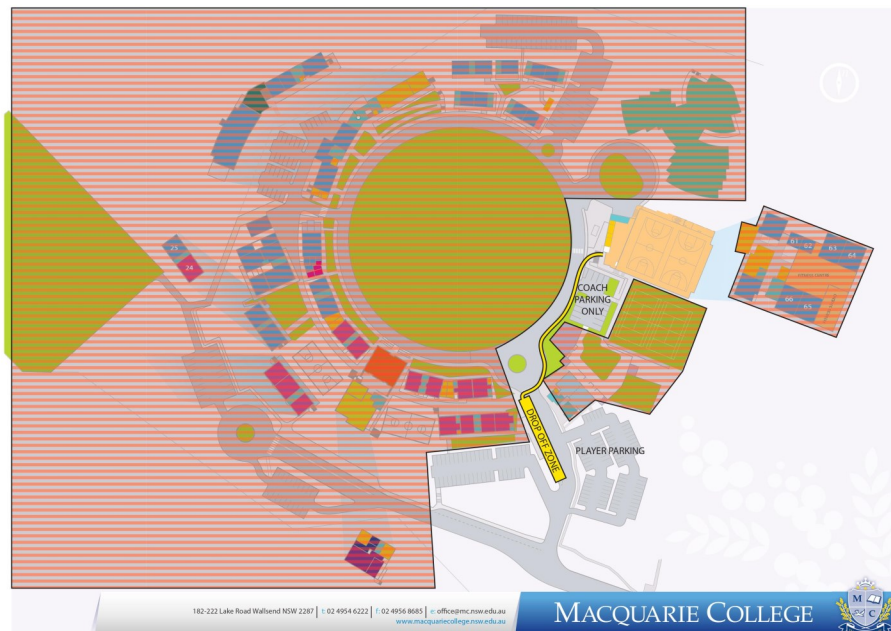 25
24
61
62
63
64
66
65
COACH
PARKING
ONLY
DROP OFF ZONE
PLAYER PARKING
182-222 Lake Road Wallsend NSW 2287 | t: 02 4954 6222 | f: 02 4956 8685 | e: office@mc.nsw.edu.au
www.macquariecollege.nsw.edu.au
MACQUARIE COLLEGE
M
C